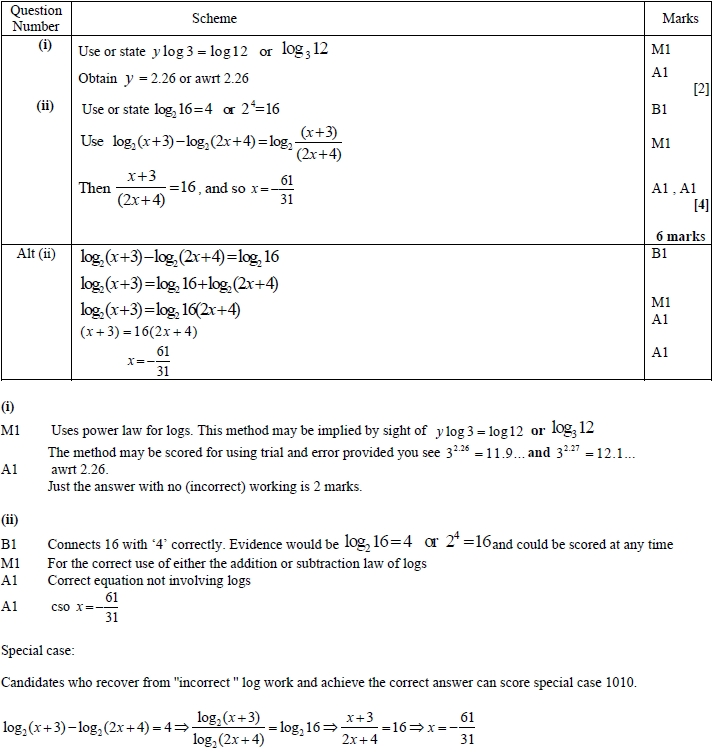 Question Number Scheme Marks
(i) Use or state y log 3 = log12 or log₃ 12 M1
Obtain y = 2.26 or awrt 2.26 A1
[2]
(ii) Use or state log₂ 16=4 or 2⁴=16 B1
Use log₂(x+3)−log₂(2x+4)=log₂ (x+3)/(2x+4) M1
Then x+3/(2x+4) =16 , and so x=−61/31 A1 , A1
[4]
6 marks
Alt (ii) log₂(x+3)−log₂(2x+4)=log₂ 16 B1
log₂(x+3)=log₂ 16+log₂(2x+4)
log₂(x+3)=log₂ 16(2x+4) M1
(x+3) =16(2x+4) A1
x=−61/31 A1
(i)
M1 Uses power law for logs. This method may be implied by sight of y log 3 = log12 or log₃ 12
The method may be scored for using trial and error provided you see 3^2.26 =11.9... and 3^2.27 =12.1...
A1 awrt 2.26.
Just the answer with no (incorrect) working is 2 marks.
(ii)
B1 Connects 16 with ‘4’ correctly. Evidence would be log₂ 16=4 or 2⁴ =16and could be scored at any time
M1 For the correct use of either the addition or subtraction law of logs
A1 Correct equation not involving logs
A1 cso x=−61/31
Special case:
Candidates who recover from "incorrect " log work and achieve the correct answer can score special case 1010.
log₂(x+3)−log₂(2x+4)=4⇒ log₂(x+3)/log₂(2x+4) =log₂ 16⇒ x+3/2x+4 =16⇒x=−61/31